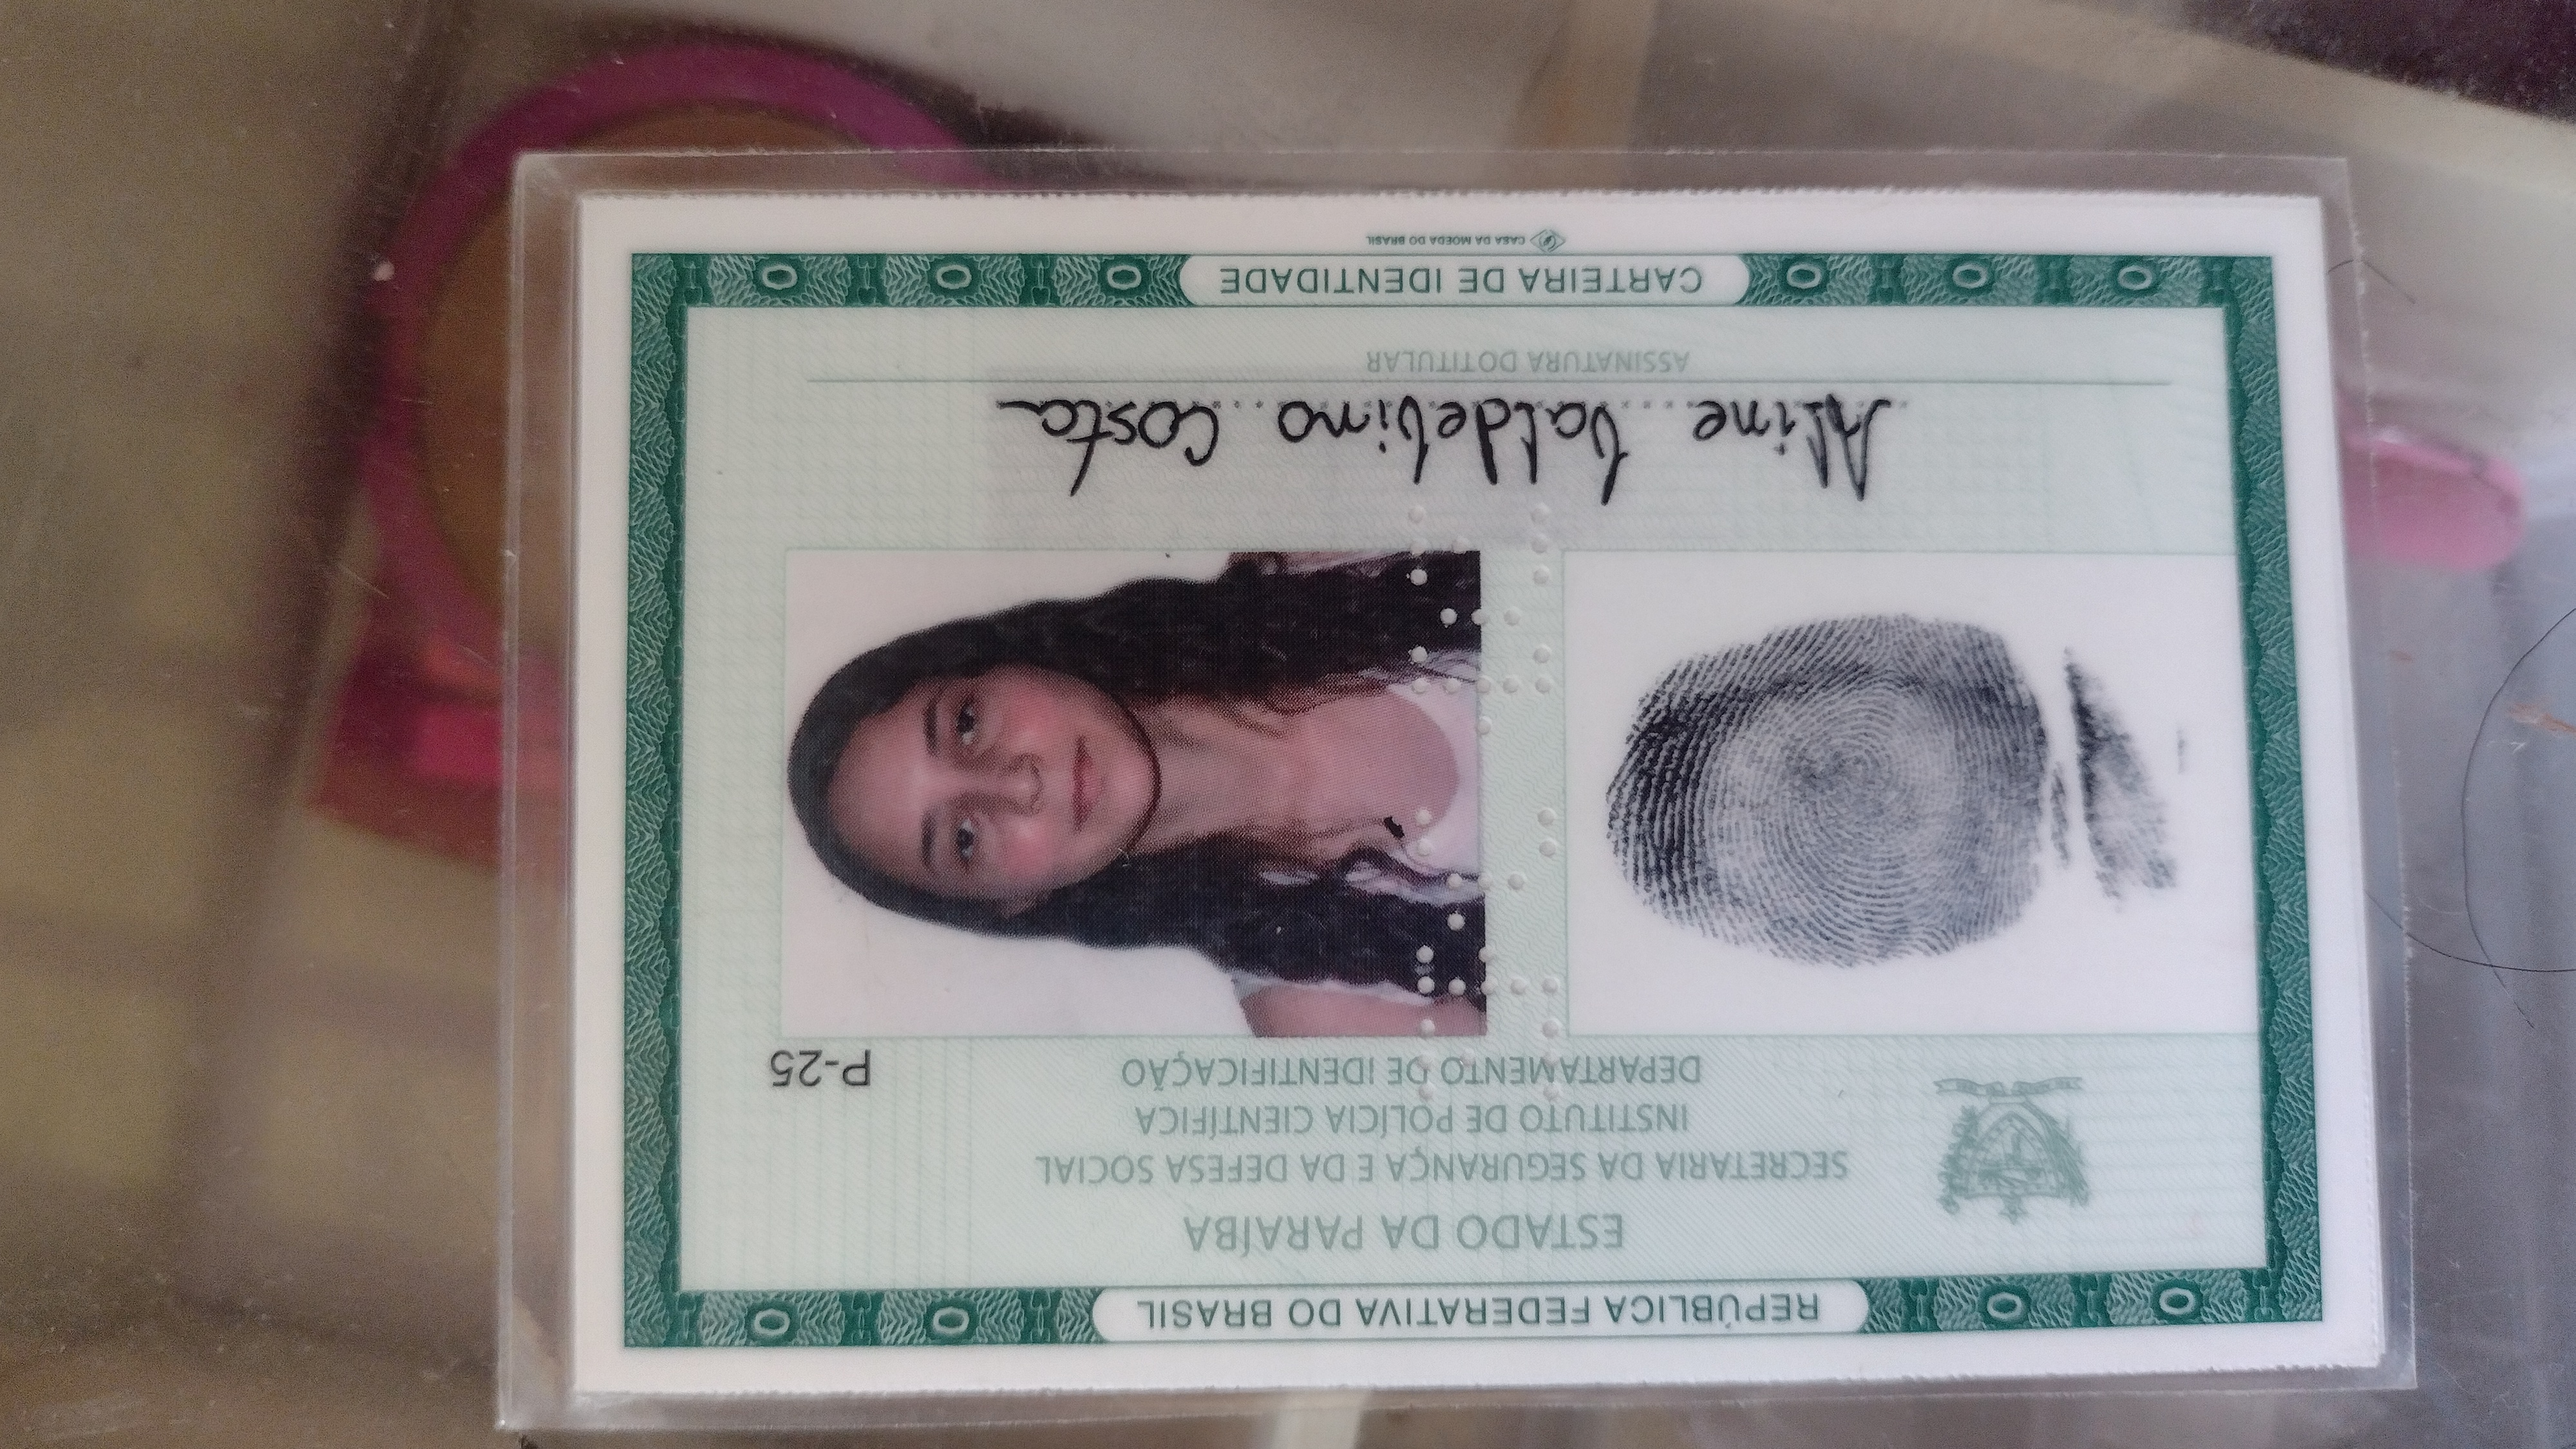 REPÚBLICA FEDERATIVA DO BRASIL
ESTADO DA PARAÍBA
SECRETARIA DA SEGURANÇA E DA DEFESA SOCIAL
INSTITUTO DE POLÍCIA CIENTÍFICA
DEPARTAMENTO DE IDENTIFICAÇÃO
P-25
Aline baldebino Costa
ASSINATURA DO TITULAR
CARTEIRA DE IDENTIDADE
CASA DA MOEDA DO BRASIL